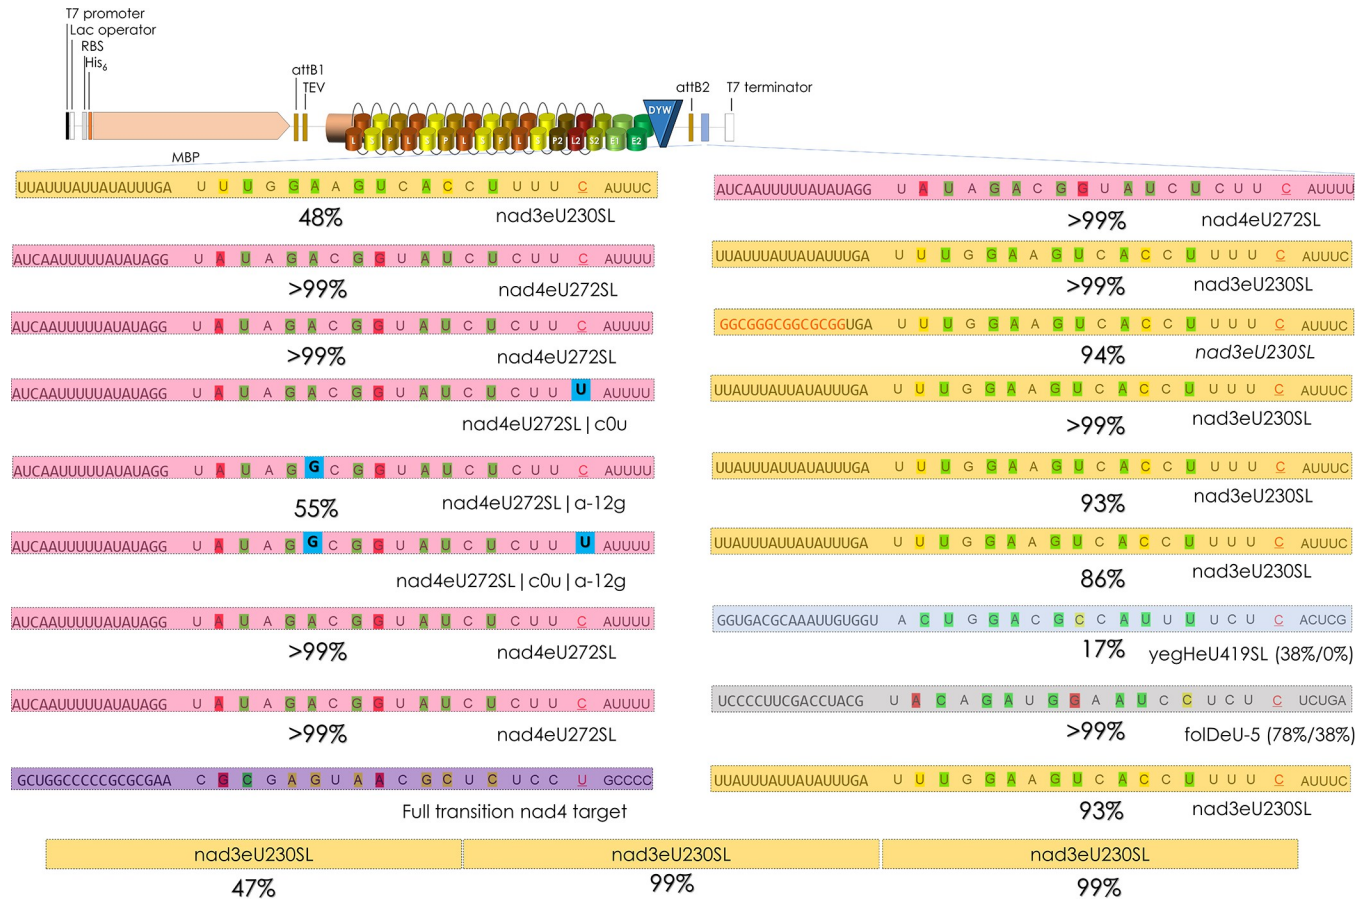 T7 promoter
Lac operator
RBS
His6
attB1
TEV
attB2
T7 terminator
DYW
L S P L S P L S P L S P2 L2 S2 E1 E2
MBP
UUAUUUAUUAUAUUUGA U U U G G A A G U C A C C U U U U C AUUUC
48% nad3eU230SL
AUCAAUUUUUAUAUAGG U A U A G A C G G U A U C U C U U C AUUUU
>99% nad4eU272SL
AUCAAUUUUUAUAUAGG U A U A G A C G G U A U C U C U U C AUUUU
>99% nad4eU272SL
AUCAAUUUUUAUAUAGG U A U A G A C G G U A U C U C U U U AUUUU
nad4eU272SL|c0u
AUCAAUUUUUAUAUAGG U A U A G G C G G U A U C U C U U C AUUUU
55% nad4eU272SL|a-12g
AUCAAUUUUUAUAUAGG U A U A G G C G G U A U C U C U U U AUUUU
nad4eU272SL|c0u|a-12g
AUCAAUUUUUAUAUAGG U A U A G A C G G U A U C U C U U C AUUUU
>99% nad4eU272SL
AUCAAUUUUUAUAUAGG U A U A G A C G G U A U C U C U U C AUUUU
>99% nad4eU272SL
GCUGGCCCCCGCGCGAA C G C G A G U A A C G C U C U C C U GCCCC
Full transition nad4 target
AUCAAUUUUUAUAUAGG U A U A G A C G G U A U C U C U U C AUUUU
>99% nad4eU272SL
UUAUUUAUUAUAUUUGA U U U G G A A G U C A C C U U U U C AUUUC
>99% nad3eU230SL
GGCGGGCGGCGCGGUGA U U U G G A A G U C A C C U U U U C AUUUC
94% nad3eU230SL
UUAUUUAUUAUAUUUGA U U U G G A A G U C A C C U U U U C AUUUC
>99% nad3eU230SL
UUAUUUAUUAUAUUUGA U U U G G A A G U C A C C U U U U C AUUUC
93% nad3eU230SL
UUAUUUAUUAUAUUUGA U U U G G A A G U C A C C U U U U C AUUUC
86% nad3eU230SL
GGUGACGCAAAUUGUGGU A C U G G A C G C C A U U U U C U C ACUCG
17% yegHeU419SL (38%/0%)
UCCCCUUCGACCUACG U A C A G A U G G A A U C C U C U C UCUGA
>99% folDeU-5 (78%/38%)
UUAUUUAUUAUAUUUGA U U U G G A A G U C A C C U U U U C AUUUC
93% nad3eU230SL
nad3eU230SL nad3eU230SL nad3eU230SL
47% 99% 99%